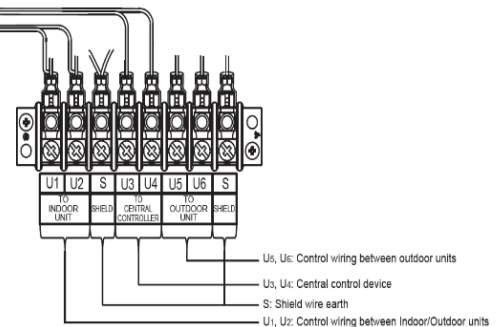 U1 U2 S U3 U4 U5 U6 S
TO INDOOR UNIT
SHIELD
TO CENTRAL CONTROLLER
TO OUTDOOR UNIT
SHIELD
U5, U6: Control wiring between outdoor units
U3, U4: Central control device
S: Shield wire earth
U1, U2: Control wiring between Indoor/Outdoor units